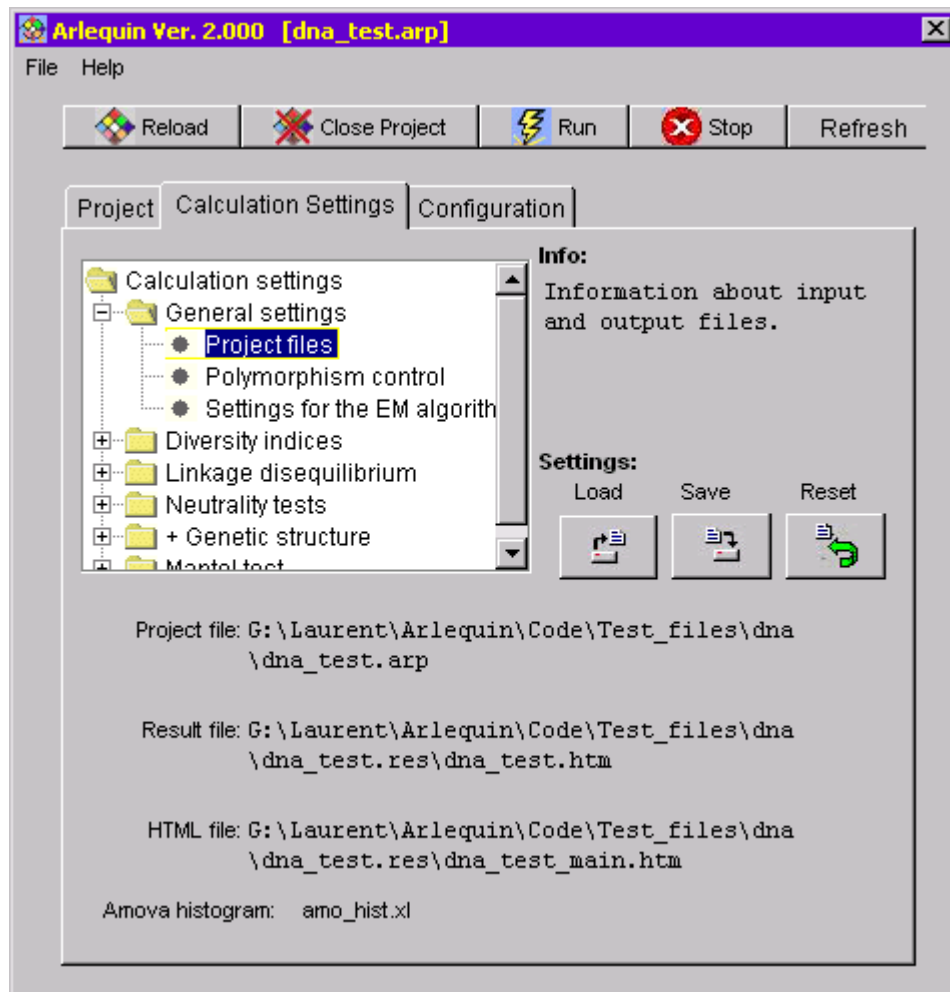 Arlequin Ver. 2.000 [dna_test.arp]
File Help
Reload Close Project Run Stop Refresh
Project Calculation Settings Configuration
Calculation settings
General settings
Project files
Polymorphism control
Settings for the EM algorith
Diversity indices
Linkage disequilibrium
Neutrality tests
+ Genetic structure
Mantel test
Info:
Information about input
and output files.
Settings:
Load Save Reset
Project file: G:\Laurent\Arlequin\Code\Test_files\dna
\dna_test.arp
Result file: G:\Laurent\Arlequin\Code\Test_files\dna
\dna_test.res\dna_test.htm
HTML file: G:\Laurent\Arlequin\Code\Test_files\dna
\dna_test.res\dna_test_main.htm
Amova histogram: amo_hist.xl